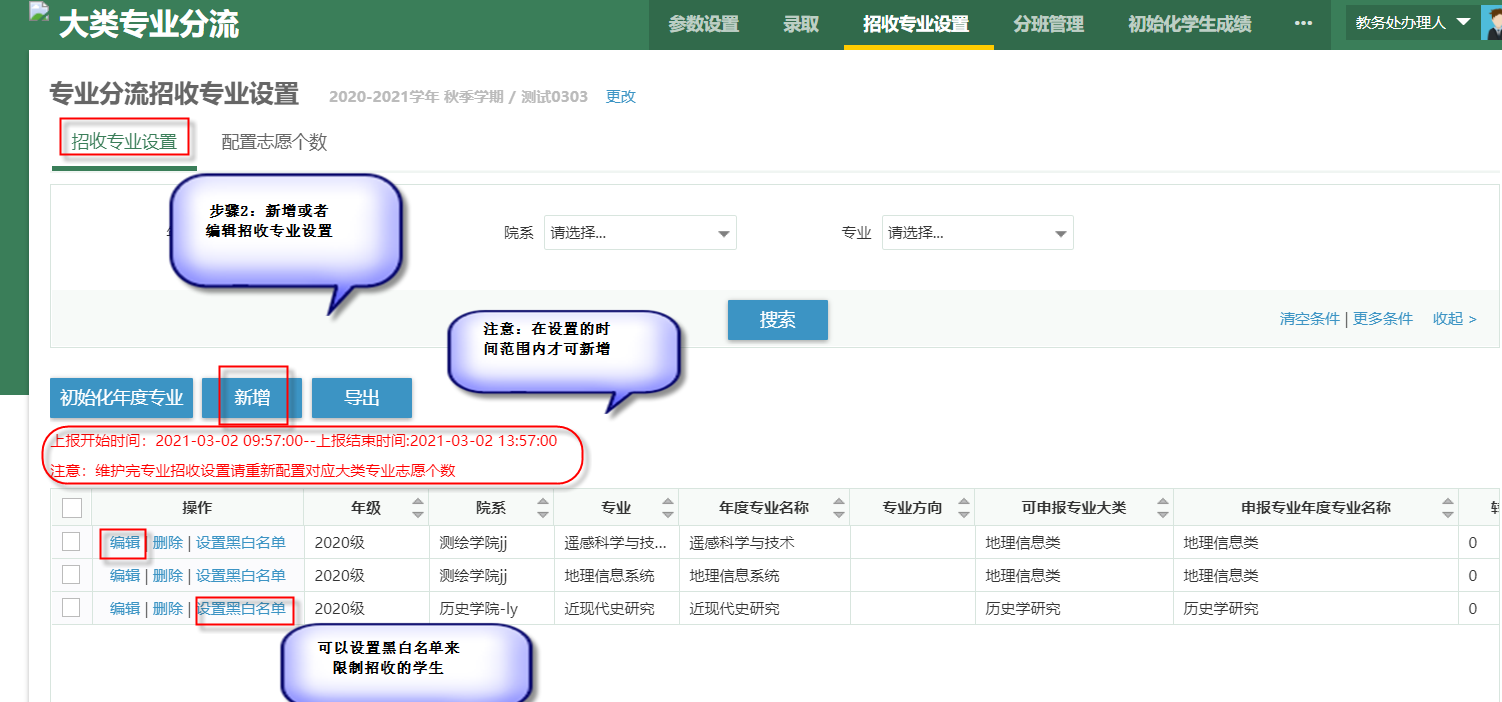 大类专业分流
参数设置 录取 招收专业设置 分班管理 初始化学生成绩 ••• 教务处办理人
专业分流招收专业设置 2020-2021学年 秋季学期 / 测试0303 更改
招收专业设置 配置志愿个数
步骤2：新增或者
编辑招收专业设置
院系 请选择... 专业 请选择...
搜索
清空条件 | 更多条件 收起 >
注意：在设置的时
间范围内才可新增
初始化年度专业 新增 导出
上报开始时间：2021-03-02 09:57:00--上报结束时间:2021-03-02 13:57:00
注意：维护完专业招收设置请重新配置对应大类专业志愿个数
操作 年级 院系 专业 年度专业名称 专业方向 可申报专业大类 申报专业年度专业名称
编辑 | 删除 | 设置黑白名单 2020级 测绘学院jj 遥感科学与技... 遥感科学与技术 地理信息类 地理信息类 0
编辑 | 删除 | 设置黑白名单 2020级 测绘学院jj 地理信息系统 地理信息系统 地理信息类 地理信息类 0
编辑 | 删除 | 设置黑白名单 2020级 历史学院-ly 近现代史研究 近现代史研究 历史学研究 历史学研究 0
可以设置黑白名单来
限制招收的学生